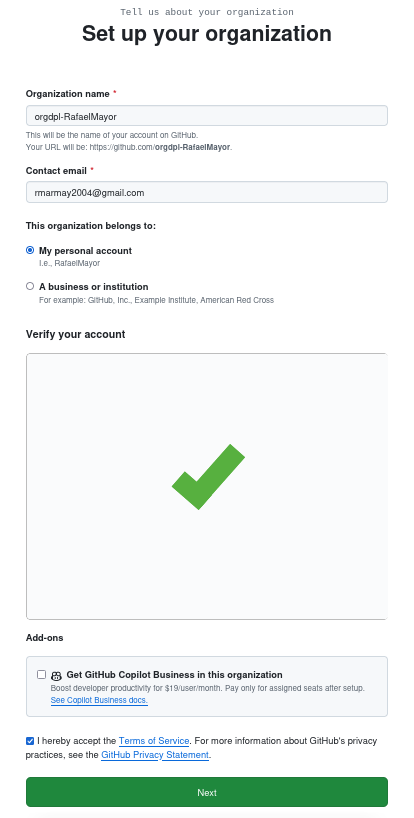 Tell us about your organization
Set up your organization
Organization name *
orgdpl-RafaelMayor
This will be the name of your account on GitHub.
Your URL will be: https://github.com/orgdpl-RafaelMayor.
Contact email *
rmarmay2004@gmail.com
This organization belongs to:
My personal account
I.e., RafaelMayor
A business or institution
For example: GitHub, Inc., Example Institute, American Red Cross
Verify your account
Add-ons
Get GitHub Copilot Business in this organization
Boost developer productivity for $19/user/month. Pay only for assigned seats after setup.
See Copilot Business docs.
I hereby accept the Terms of Service. For more information about GitHub's privacy
practices, see the GitHub Privacy Statement.
Next